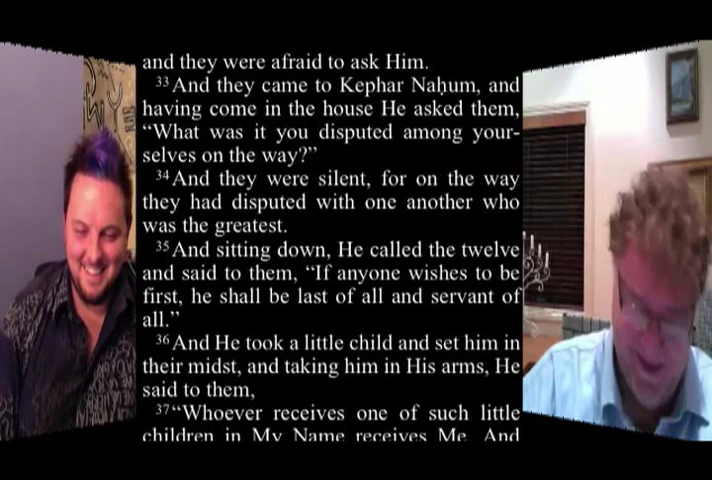 and they were afraid to ask Him.
33 And they came to Kephar Naḥum, and
having come in the house He asked them,
“What was it you disputed among your-
selves on the way?”
34 And they were silent, for on the way
they had disputed with one another who
was the greatest.
35 And sitting down, He called the twelve
and said to them, “If anyone wishes to be
first, he shall be last of all and servant of
all.”
36 And He took a little child and set him in
their midst, and taking him in His arms, He
said to them,
37 “Whoever receives one of such little
children in My Name receives Me. And